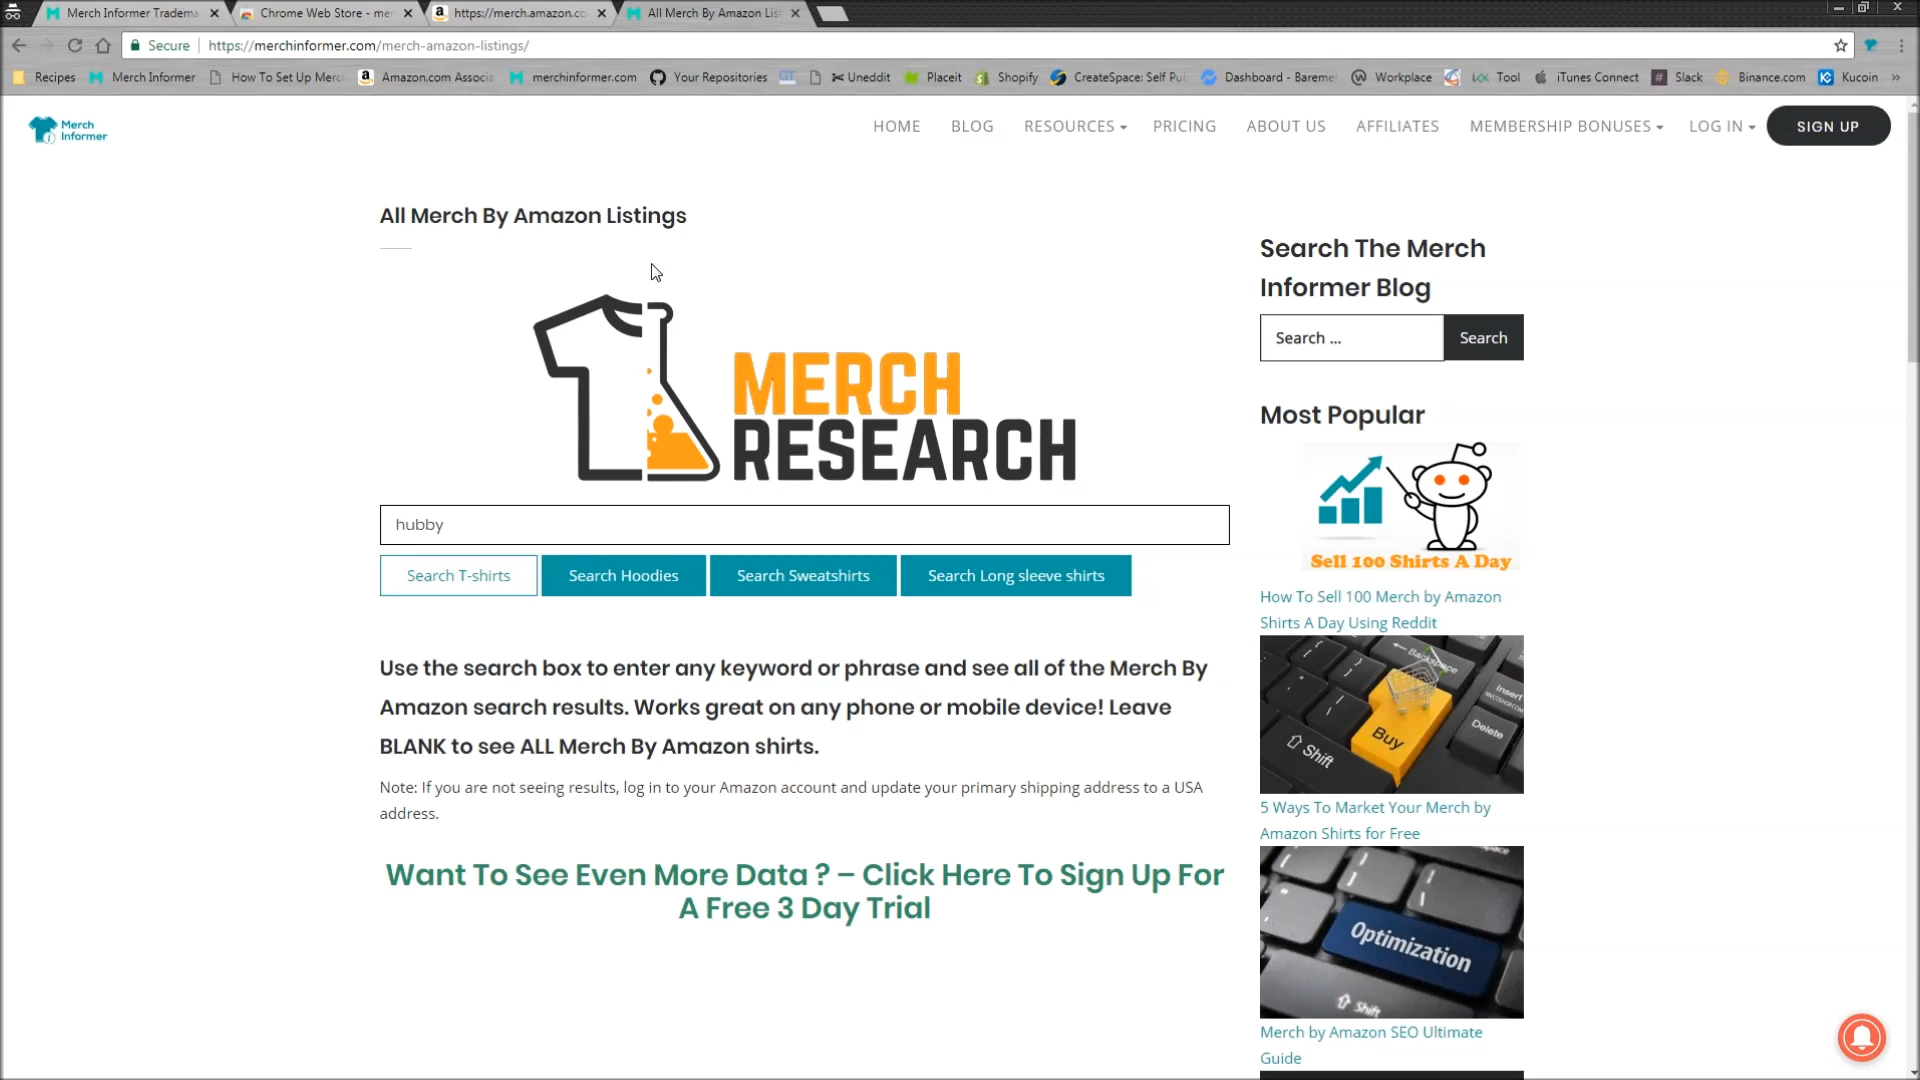 Merch Informer Tradema
Chrome Web Store - mer
https://merch.amazon.co
All Merch By Amazon Lis
Secure
https://merchinformer.com/merch-amazon-listings/
Recipes
Merch Informer
How To Set Up Merc
Amazon.com Associa
merchinformer.com
Your Repositories
Uneddit
Placeit
Shopify
CreateSpace: Self Pu
Dashboard - Bareme
Workplace
Tool
iTunes Connect
Slack
Binance.com
Kucoin
»
Merch
Informer
HOME
BLOG
RESOURCES
PRICING
ABOUT US
AFFILIATES
MEMBERSHIP BONUSES
LOG IN
SIGN UP
All Merch By Amazon Listings
MERCH
RESEARCH
hubby
Search T-shirts
Search Hoodies
Search Sweatshirts
Search Long sleeve shirts
Use the search box to enter any keyword or phrase and see all of the Merch By
Amazon search results. Works great on any phone or mobile device! Leave
BLANK to see ALL Merch By Amazon shirts.
Note: If you are not seeing results, log in to your Amazon account and update your primary shipping address to a USA
address.
Want To See Even More Data ? – Click Here To Sign Up For
A Free 3 Day Trial
Search The Merch
Informer Blog
Search ...
Search
Most Popular
Sell 100 Shirts A Day
How To Sell 100 Merch by Amazon
Shirts A Day Using Reddit
Backspace
Insert
Delete
Buy
Shift
5 Ways To Market Your Merch by
Amazon Shirts for Free
Optimization
Shift
Merch by Amazon SEO Ultimate
Guide